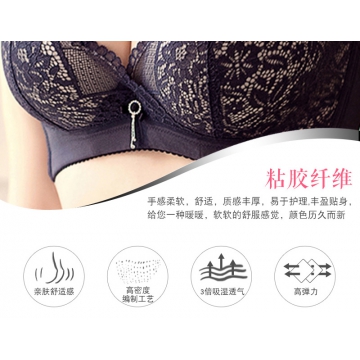 粘胶纤维
手感柔软，舒适，质感丰厚，易于护理.丰盈贴身，
给您一种暖暖，软软的舒服感觉，颜色历久而新
亲肤舒适感
高密度
编制工艺
3倍吸湿透气
高弹力